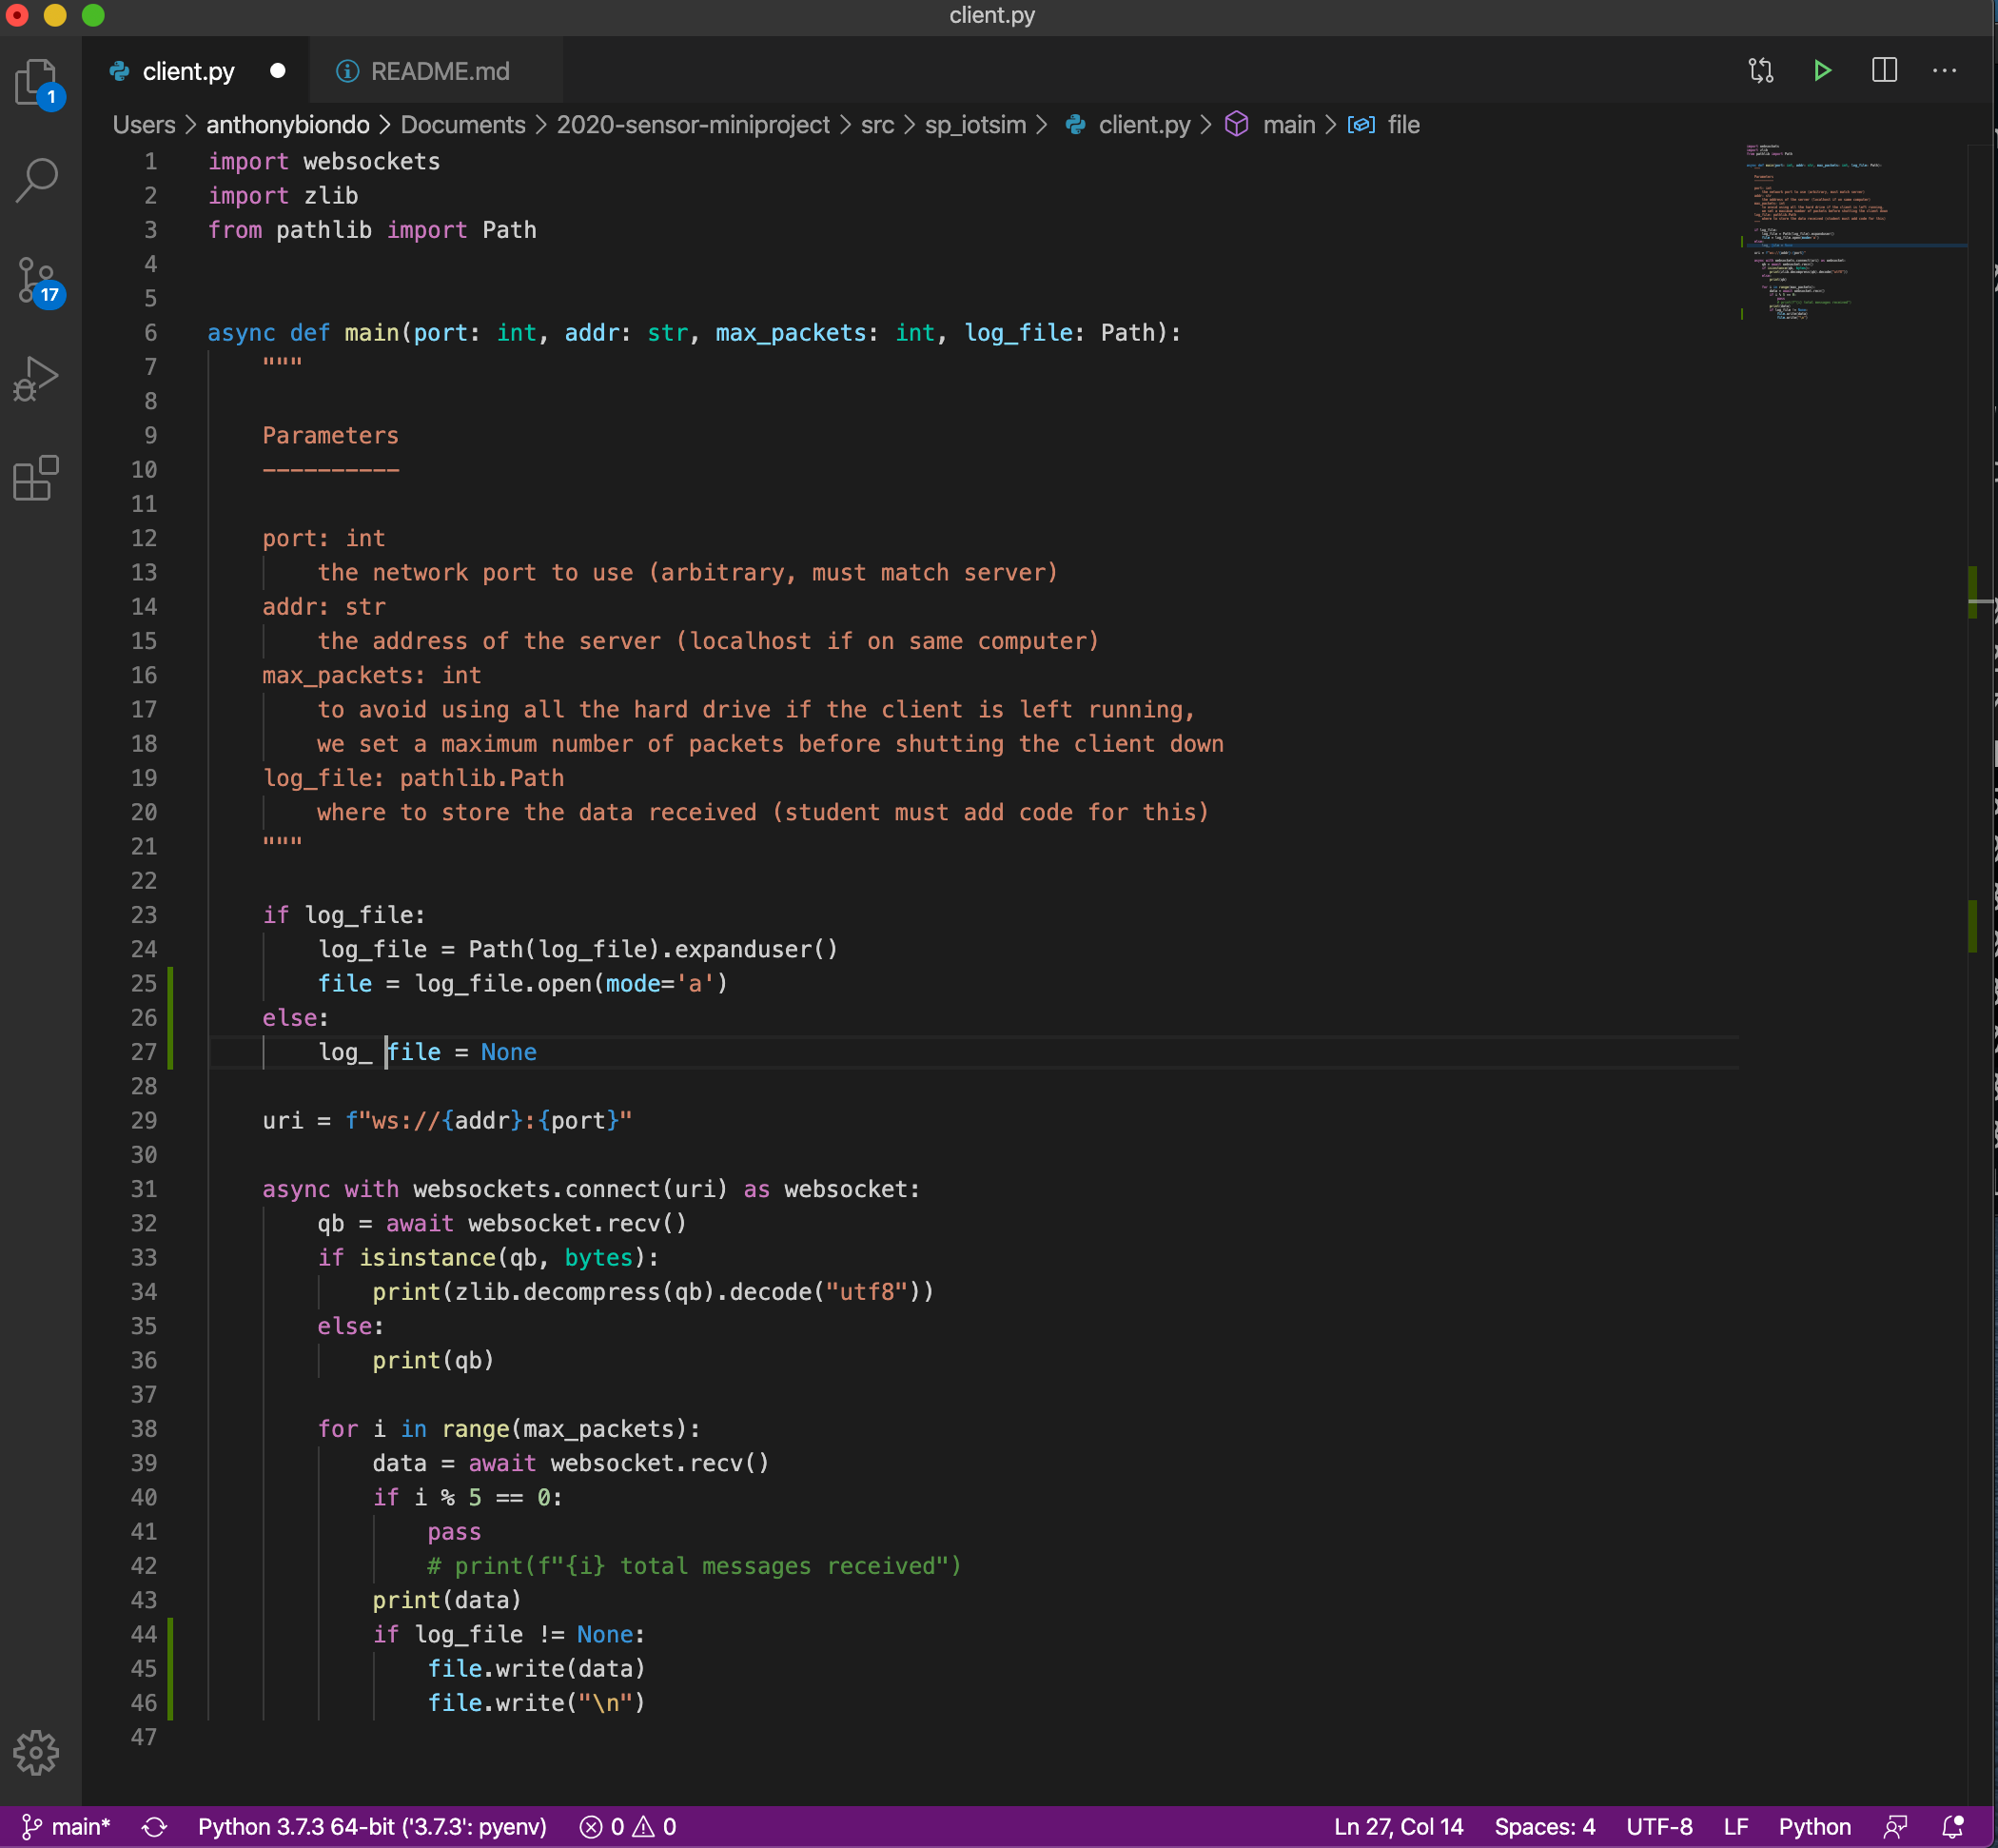 client.py
client.py
README.md
1
Users > anthonybiondo > Documents > 2020-sensor-miniproject > src > sp_iotsim > client.py > main > file
17
1 import websockets
2 import zlib
3 from pathlib import Path
4
5
6 async def main(port: int, addr: str, max_packets: int, log_file: Path):
7     """
8
9     Parameters
10     ----------
11
12     port: int
13         the network port to use (arbitrary, must match server)
14     addr: str
15         the address of the server (localhost if on same computer)
16     max_packets: int
17         to avoid using all the hard drive if the client is left running,
18         we set a maximum number of packets before shutting the client down
19     log_file: pathlib.Path
20         where to store the data received (student must add code for this)
21     """
22
23     if log_file:
24         log_file = Path(log_file).expanduser()
25         file = log_file.open(mode='a')
26     else:
27         log_ file = None
28
29     uri = f"ws://{addr}:{port}"
30
31     async with websockets.connect(uri) as websocket:
32         qb = await websocket.recv()
33         if isinstance(qb, bytes):
34             print(zlib.decompress(qb).decode("utf8"))
35         else:
36             print(qb)
37
38         for i in range(max_packets):
39             data = await websocket.recv()
40             if i % 5 == 0:
41                 pass
42                 # print(f"{i} total messages received")
43             print(data)
44             if log_file != None:
45                 file.write(data)
46                 file.write("\n")
47
main* Python 3.7.3 64-bit ('3.7.3': pyenv) 0 0 Ln 27, Col 14 Spaces: 4 UTF-8 LF Python